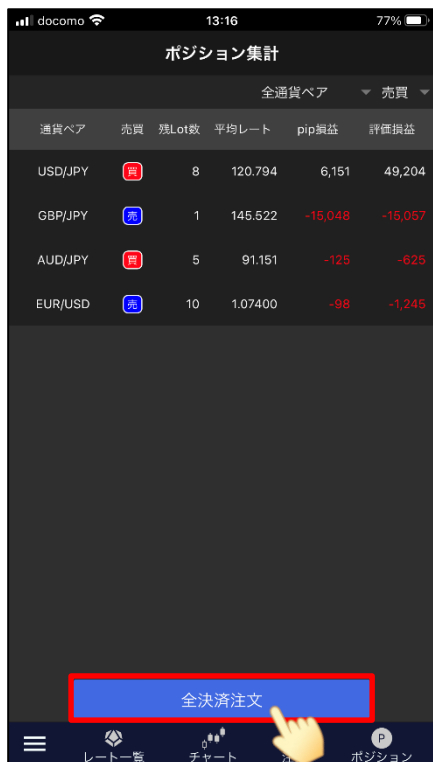 docomo 13:16 77%
ポジション集計
全通貨ペア 売買
通貨ペア 売買 残Lot数 平均レート pip損益 評価損益
USD/JPY 買 8 120.794 6,151 49,204
GBP/JPY 売 1 145.522 -15,048 -15,057
AUD/JPY 買 5 91.151 -125 -625
EUR/USD 売 10 1.07400 -98 -1,245
全決済注文
P
レート一覧 チャート ポジション